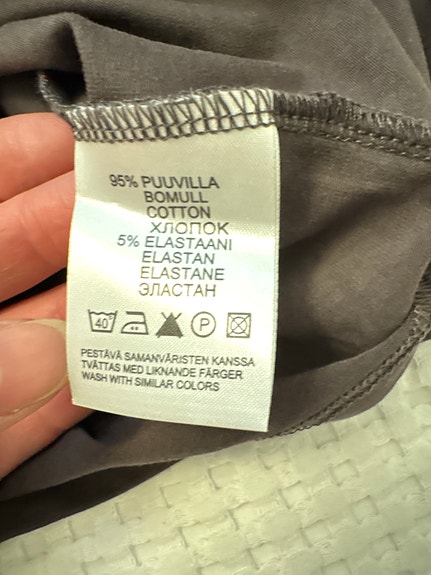 95% PUUVILLA
BOMULL
COTTON
ХЛОПОК
5% ELASTAANI
ELASTAN
ELASTANE
ЭЛАСТАН
40 P
PESTÄVÄ SAMANVÄRISTEN KANSSA
TVÄTTAS MED LIKNANDE FÄRGER
WASH WITH SIMILAR COLORS